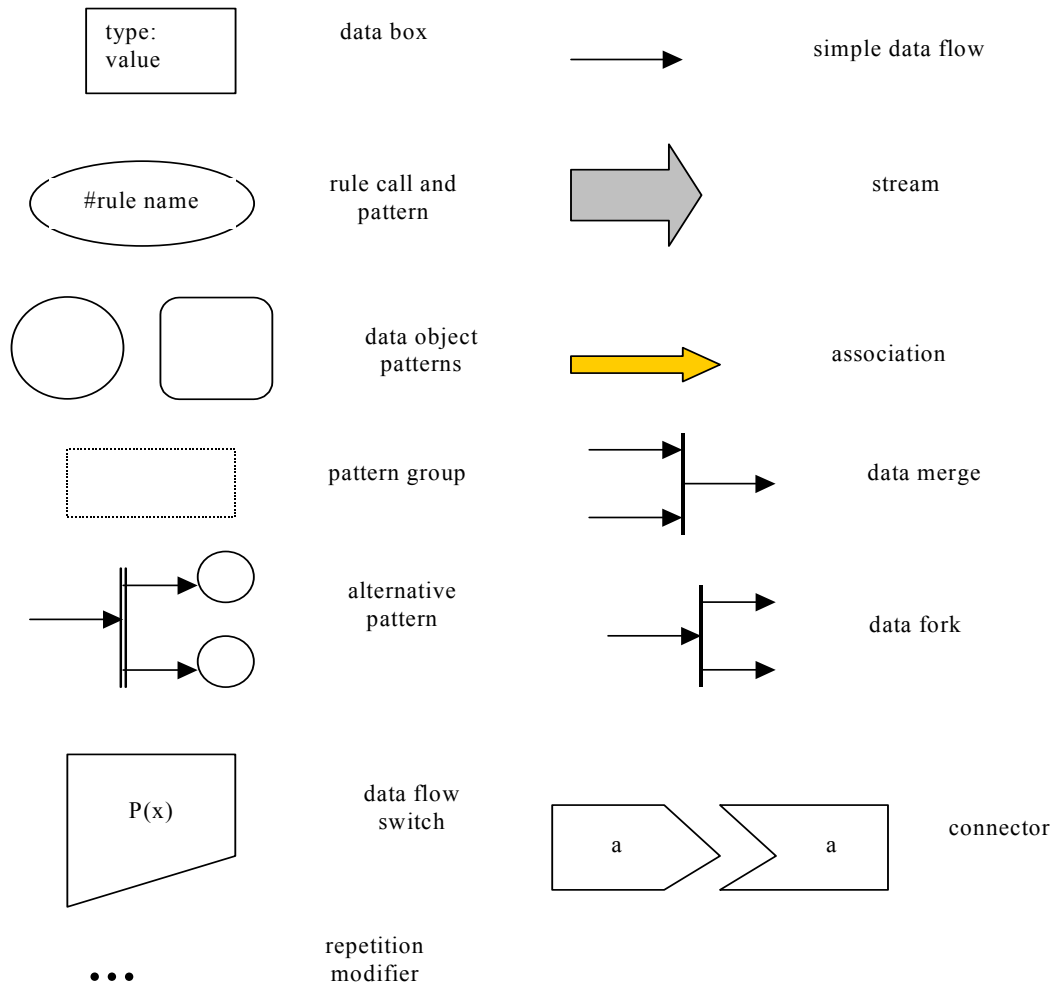 type:
value
data box
simple data flow
#rule name
rule call and
pattern
stream
data object
patterns
association
pattern group
data merge
alternative
pattern
data fork
P(x)
data flow
switch
a
a
connector
repetition
modifier